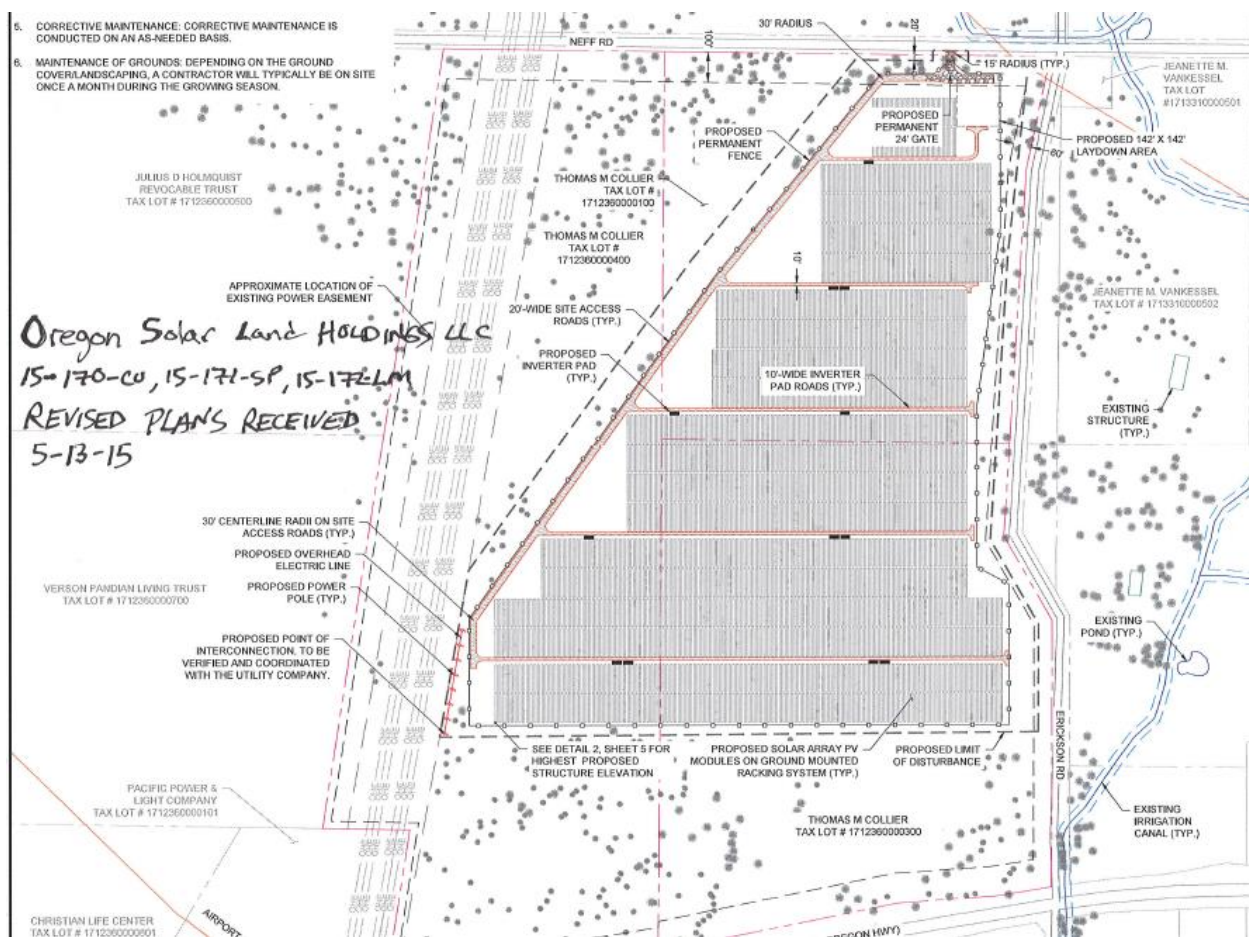 5. CORRECTIVE MAINTENANCE: CORRECTIVE MAINTENANCE IS
CONDUCTED ON AN AS-NEEDED BASIS.
6. MAINTENANCE OF GROUNDS: DEPENDING ON THE GROUND
COVER/LANDSCAPING, A CONTRACTOR WILL TYPICALLY BE ON SITE
ONCE A MONTH DURING THE GROWING SEASON.
NEFF RD
100'
30' RADIUS
20'
15' RADIUS (TYP.)
JEANETTE M.
VANKESSEL
TAX LOT
#1713310000501
PROPOSED
PERMANENT
24' GATE
PROPOSED
PERMANENT
FENCE
60'
PROPOSED 142' X 142'
LAYDOWN AREA
JULIUS D HOLMQUIST
REVOCABLE TRUST
TAX LOT # 1712360000500
THOMAS M COLLIER
TAX LOT #
1712360000100
THOMAS M COLLIER
TAX LOT #
1712360000400
10'
APPROXIMATE LOCATION OF
EXISTING POWER EASEMENT
JEANETTE M. VANKESSEL
TAX LOT # 1713310000502
20'-WIDE SITE ACCESS
ROADS (TYP.)
Oregon Solar Land HOLDINGS LLC
15-170-CU, 15-171-SP, 15-172-LM
REVISED PLANS RECEIVED
5-13-15
PROPOSED
INVERTER PAD
(TYP.)
10'-WIDE INVERTER
PAD ROADS (TYP.)
EXISTING
STRUCTURE
(TYP.)
30' CENTERLINE RADII ON SITE
ACCESS ROADS (TYP.)
PROPOSED OVERHEAD
ELECTRIC LINE
PROPOSED POWER
POLE (TYP.)
VERSON PANDIAN LIVING TRUST
TAX LOT # 1712360000700
PROPOSED POINT OF
INTERCONNECTION, TO BE
VERIFIED AND COORDINATED
WITH THE UTILITY COMPANY.
EXISTING
POND (TYP.)
ERICKSON RD
SEE DETAIL 2, SHEET 5 FOR
HIGHEST PROPOSED
STRUCTURE ELEVATION
PROPOSED SOLAR ARRAY PV
MODULES ON GROUND MOUNTED
RACKING SYSTEM (TYP.)
PROPOSED LIMIT
OF DISTURBANCE
PACIFIC POWER &
LIGHT COMPANY
TAX LOT # 1712360000101
THOMAS M COLLIER
TAX LOT # 1712360000300
EXISTING
IRRIGATION
CANAL (TYP.)
CHRISTIAN LIFE CENTER
TAX LOT # 1712360000601
AIRPORT
HWY)